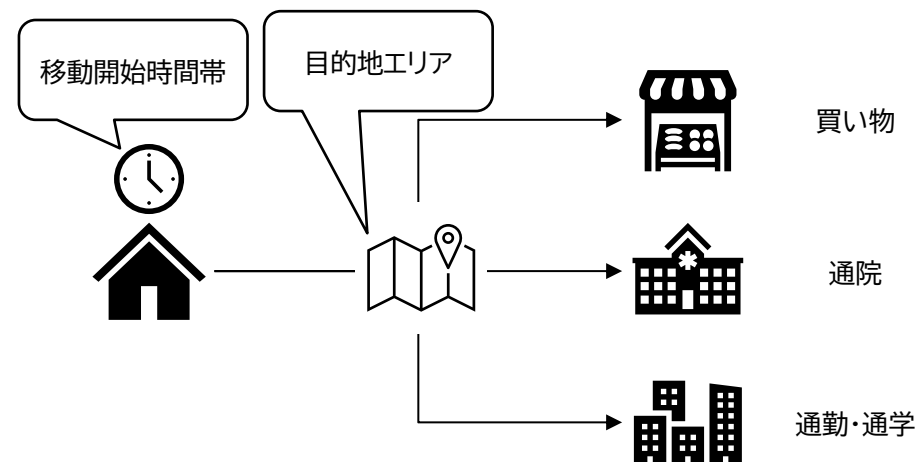 移動開始時間帯
目的地エリア
買い物
通院
通勤・通学